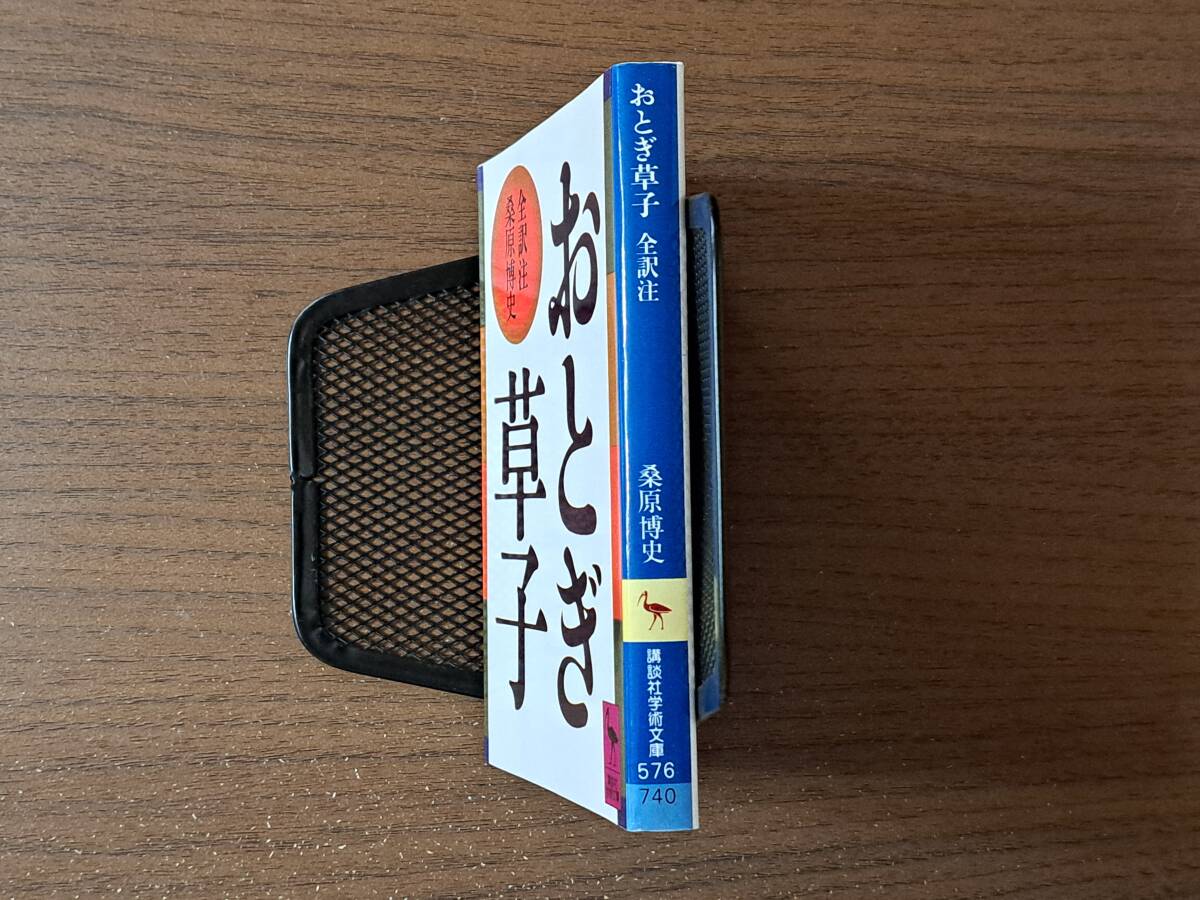 おとぎ
草子
全訳注
桑原博史
おとぎ草子 全訳注
桑原博史
講談社学術文庫
576
740